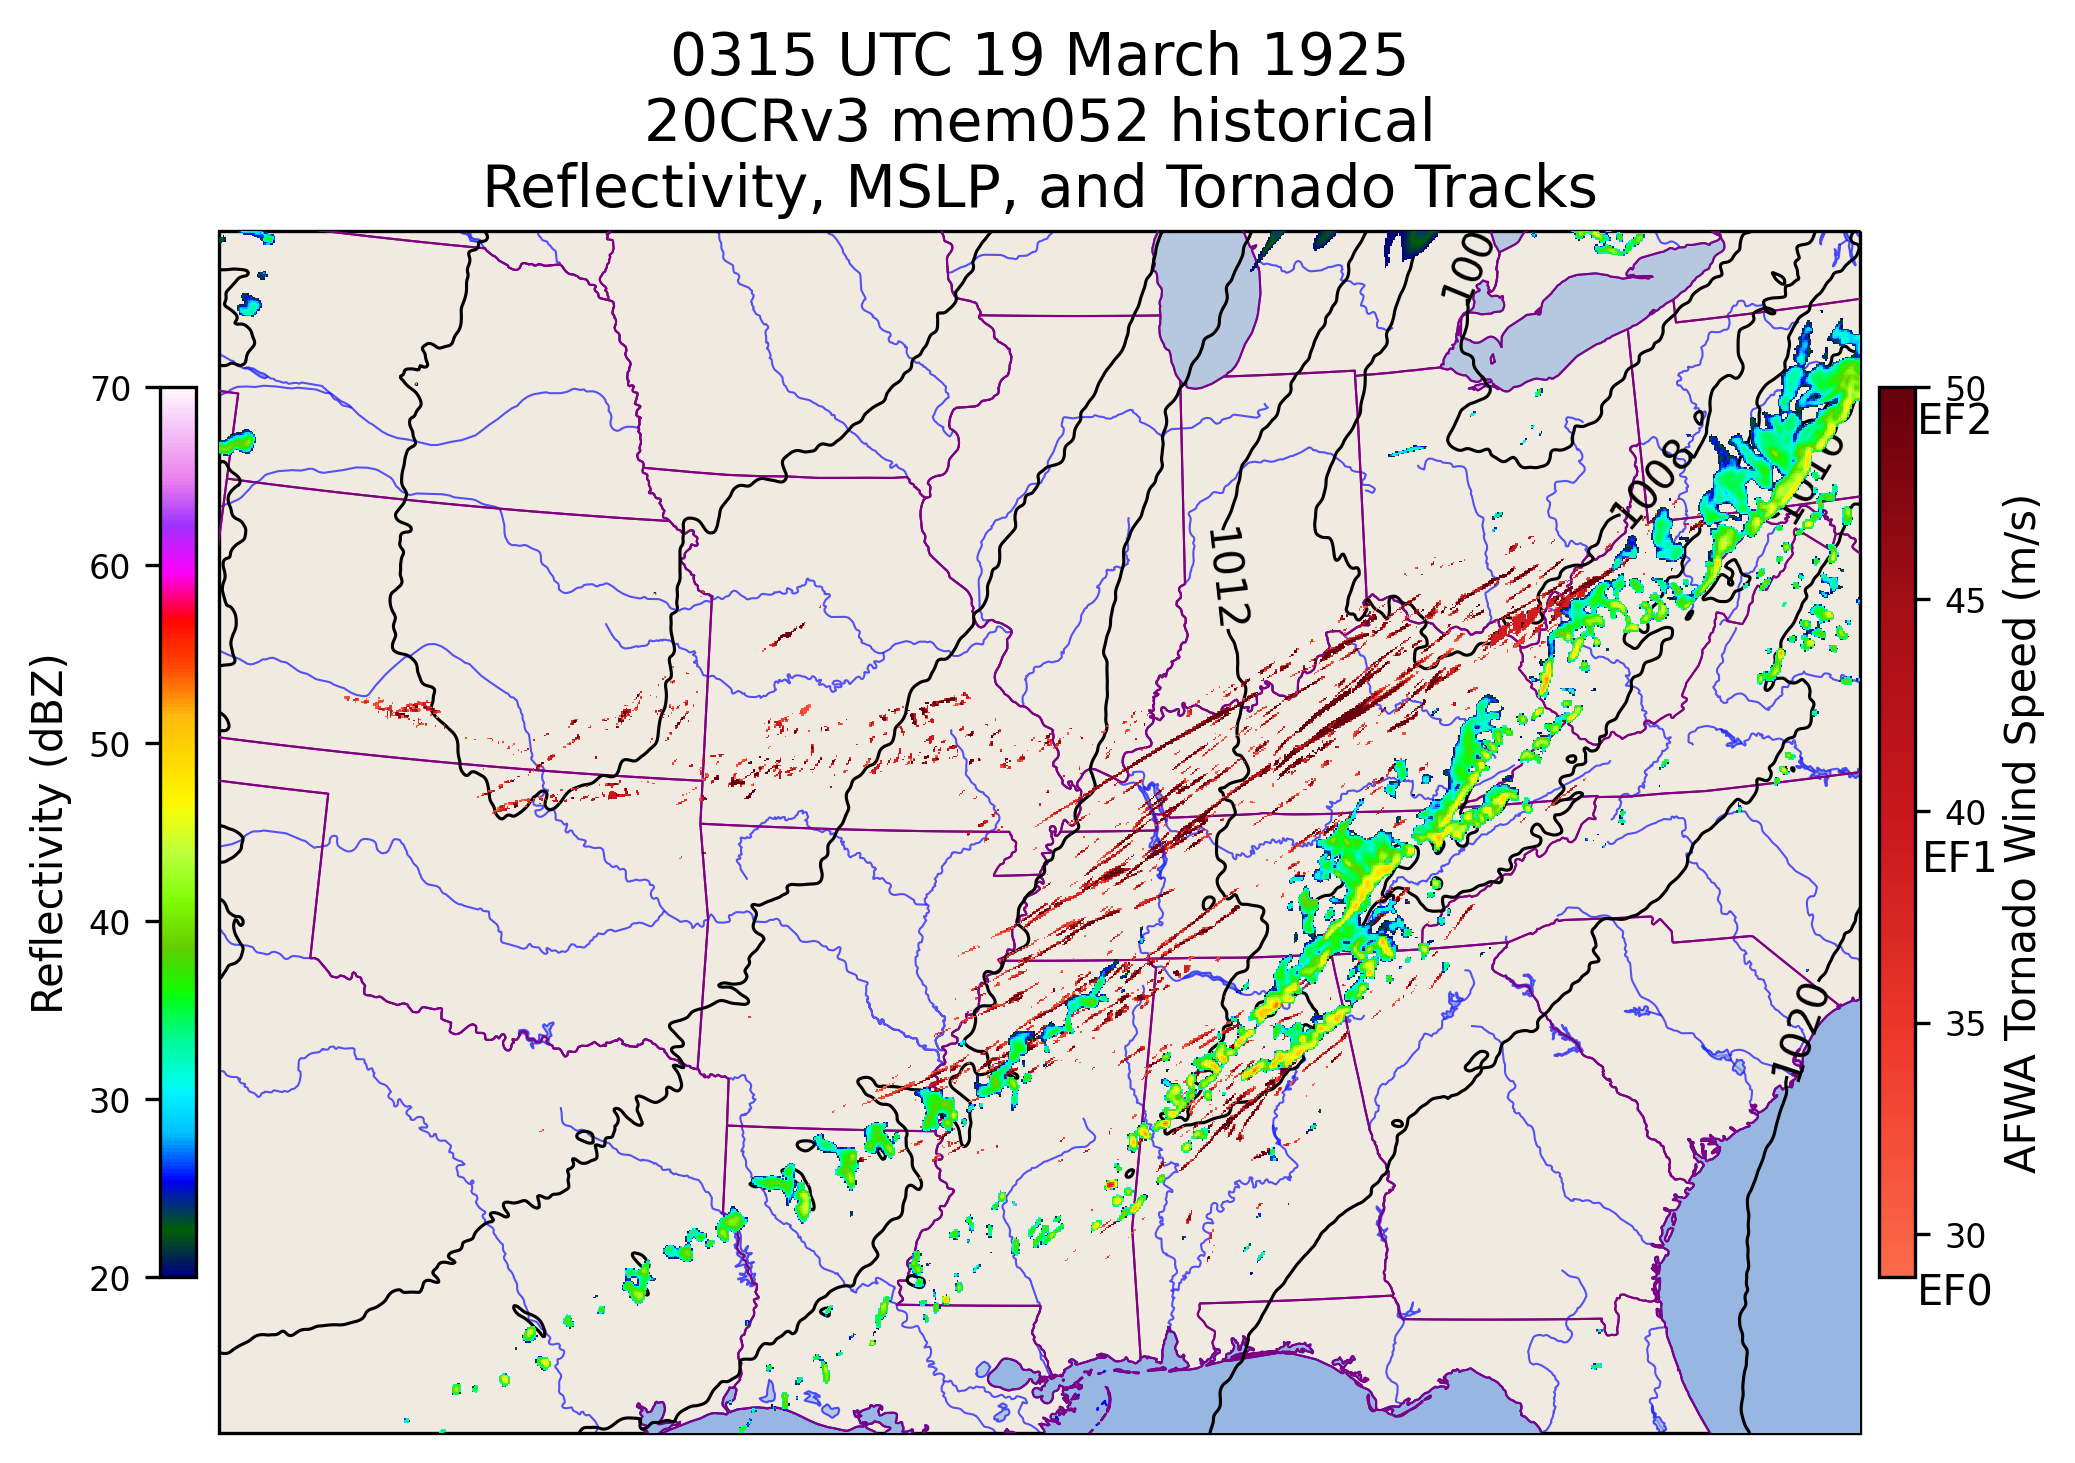 0315 UTC 19 March 1925
20CRv3 mem052 historical
Reflectivity, MSLP, and Tornado Tracks
Reflectivity (dBZ)
70
60
50
40
30
20
100
1008
1016
1012
1020
50
EF2
45
40
EF1
35
30
EF0
AFWA Tornado Wind Speed (m/s)